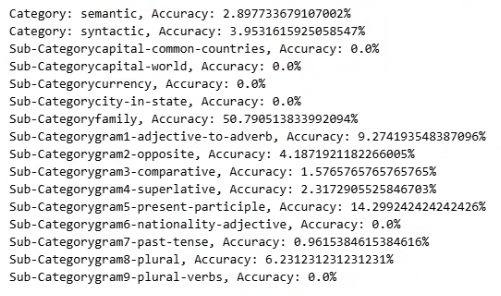 Category: semantic, Accuracy: 2.897733679107002%
Category: syntactic, Accuracy: 3.9531615925058547%
Sub-Categorycapital-common-countries, Accuracy: 0.0%
Sub-Categorycapital-world, Accuracy: 0.0%
Sub-Categorycurrency, Accuracy: 0.0%
Sub-Categorycity-in-state, Accuracy: 0.0%
Sub-Categoryfamily, Accuracy: 50.790513833992094%
Sub-Categorygram1-adjective-to-adverb, Accuracy: 9.274193548387096%
Sub-Categorygram2-opposite, Accuracy: 4.1871921182266005%
Sub-Categorygram3-comparative, Accuracy: 1.5765765765765765%
Sub-Categorygram4-superlative, Accuracy: 2.3172905525846703%
Sub-Categorygram5-present-participle, Accuracy: 14.299242424242426%
Sub-Categorygram6-nationality-adjective, Accuracy: 0.0%
Sub-Categorygram7-past-tense, Accuracy: 0.9615384615384616%
Sub-Categorygram8-plural, Accuracy: 6.231231231231231%
Sub-Categorygram9-plural-verbs, Accuracy: 0.0%